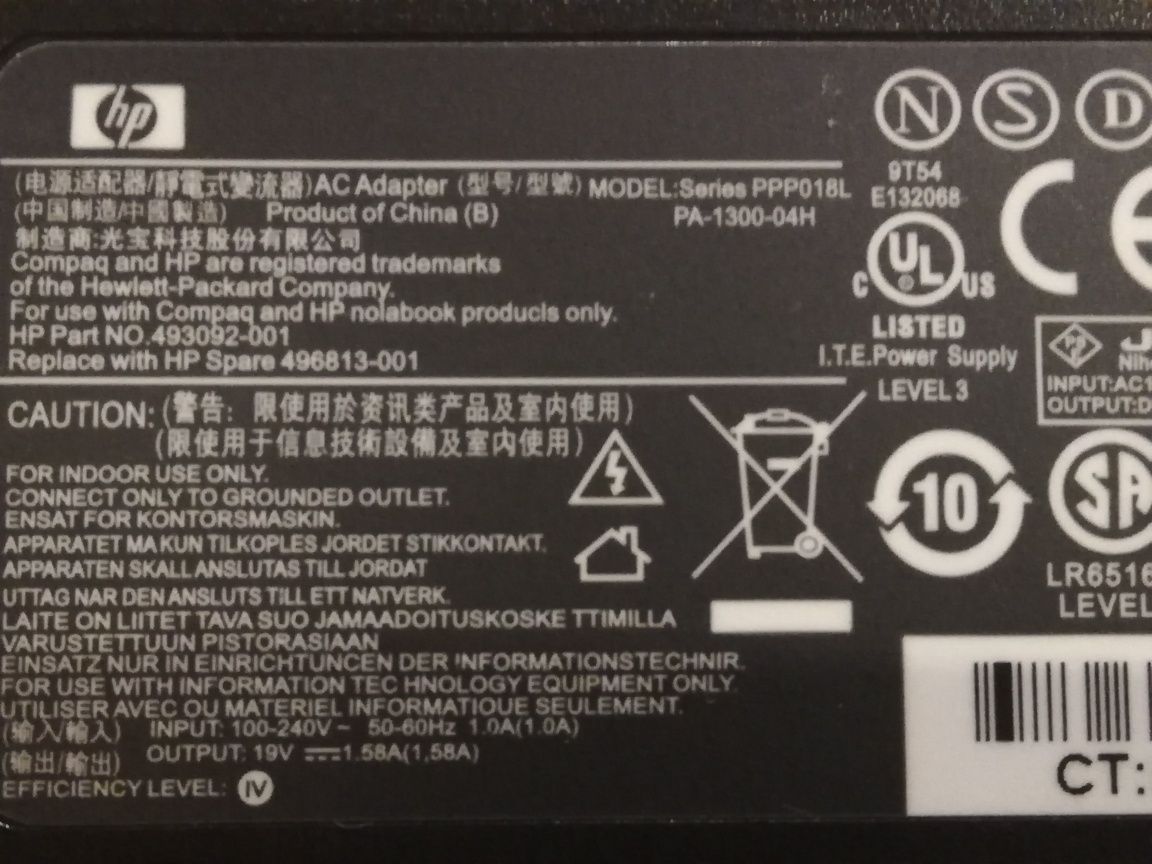 hp
(电源适配器/靜電式變流器)AC Adapter (型号/型號) MODEL:Series PPP018L
(中国制造/中國製造) Product of China (B) PA-1300-04H
制造商:光宝科技股份有限公司
Compaq and HP are registered trademarks
of the Hewlett-Packard Company.
For use with Compaq and HP nolabook producls only.
HP Part NO.493092-001
Replace with HP Spare 496813-001
CAUTION: (警告: 限使用於资讯类产品及室内使用)
(限使用于信息技術設備及室内使用)
FOR INDOOR USE ONLY.
CONNECT ONLY TO GROUNDED OUTLET.
ENSAT FOR KONTORSMASKIN.
APPARATET MA KUN TILKOPLES JORDET STIKKONTAKT.
APPARATEN SKALL ANSLUTAS TILL JORDAT
UTTAG NAR DEN ANSLUTS TILL ETT NATVERK.
LAITE ON LIITET TAVA SUO JAMAADOITUSKOSKE TTIMILLA
VARUSTETTUUN PISTORASIAAN
EINSATZ NUR IN EINRICHTUNGEN DER INFORMATIONSTECHNIR.
FOR USE WITH INFORMATION TEC HNOLOGY EQUIPMENT ONLY.
UTILISER AVEC OU MATERIEL INFORMATIOUE SEULEMENT.
(输入/輸入) INPUT: 100-240V~ 50-60Hz 1.0A(1.0A)
(输出/輸出) OUTPUT: 19V ⎓1.58A(1,58A)
EFFICIENCY LEVEL: IV
N S D
9T54
E132068
C UL US
LISTED
I.T.E.Power Supply
LEVEL 3
CE
INPUT:AC1
OUTPUT:D
10
SA
LR6516
LEVEL
CT: